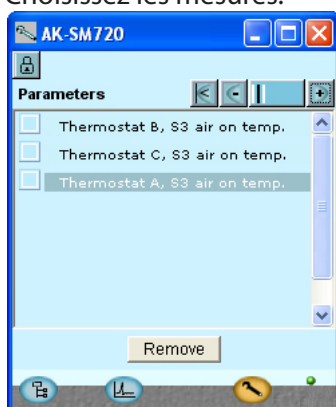 Choisissez les mesures.
AK-SM720
Parameters
Thermostat B, S3 air on temp.
Thermostat C, S3 air on temp.
Thermostat A, S3 air on temp.
Remove